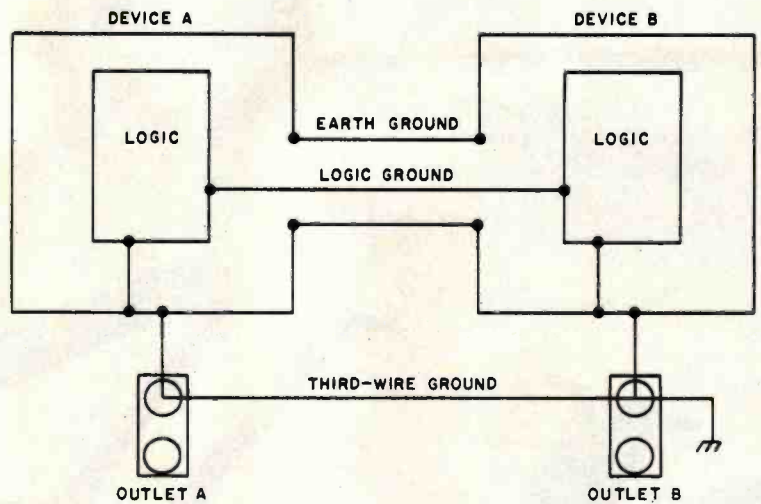 DEVICE A
DEVICE B
LOGIC
EARTH GROUND
LOGIC
LOGIC GROUND
THIRD-WIRE GROUND
OUTLET A
OUTLET B